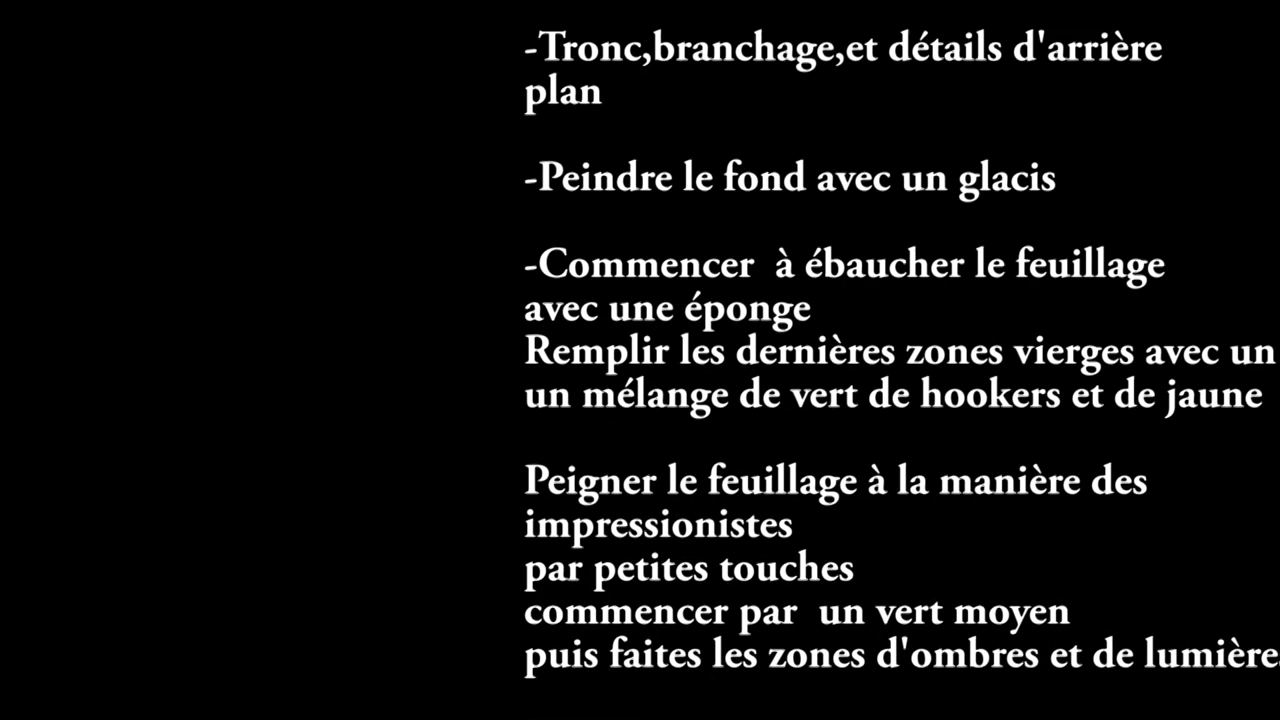 -Tronc,branchage,et détails d'arrière
plan
-Peindre le fond avec un glacis
-Commencer  à ébaucher le feuillage
avec une éponge
Remplir les dernières zones vierges avec un
un mélange de vert de hookers et de jaune
Peigner le feuillage à la manière des
impressionistes
par petites touches
commencer par  un vert moyen
puis faites les zones d'ombres et de lumière